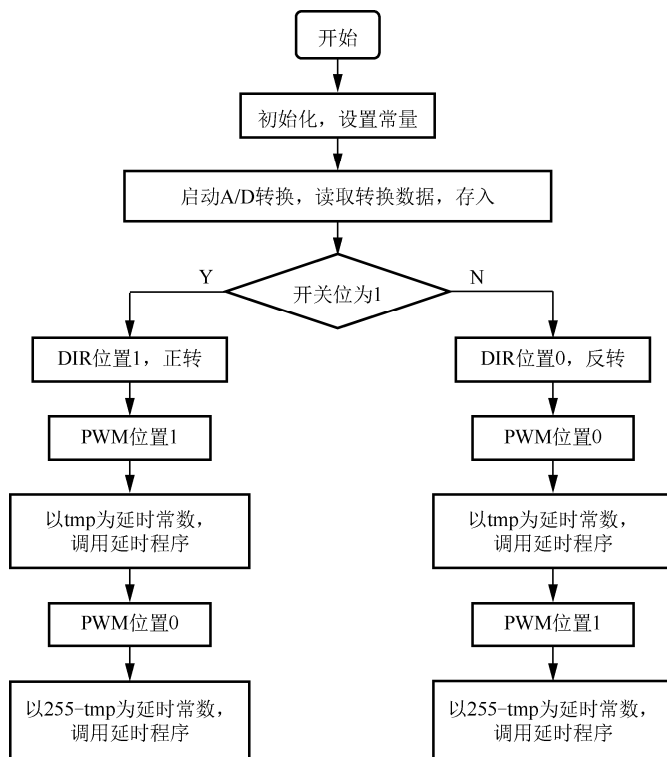 开始
初始化，设置常量
启动A/D转换，读取转换数据，存入
Y
开关位为1
N
DIR位置1，正转
DIR位置0，反转
PWM位置1
PWM位置0
以tmp为延时常数，
调用延时程序
以tmp为延时常数，
调用延时程序
PWM位置0
PWM位置1
以255-tmp为延时常数，
调用延时程序
以255-tmp为延时常数，
调用延时程序